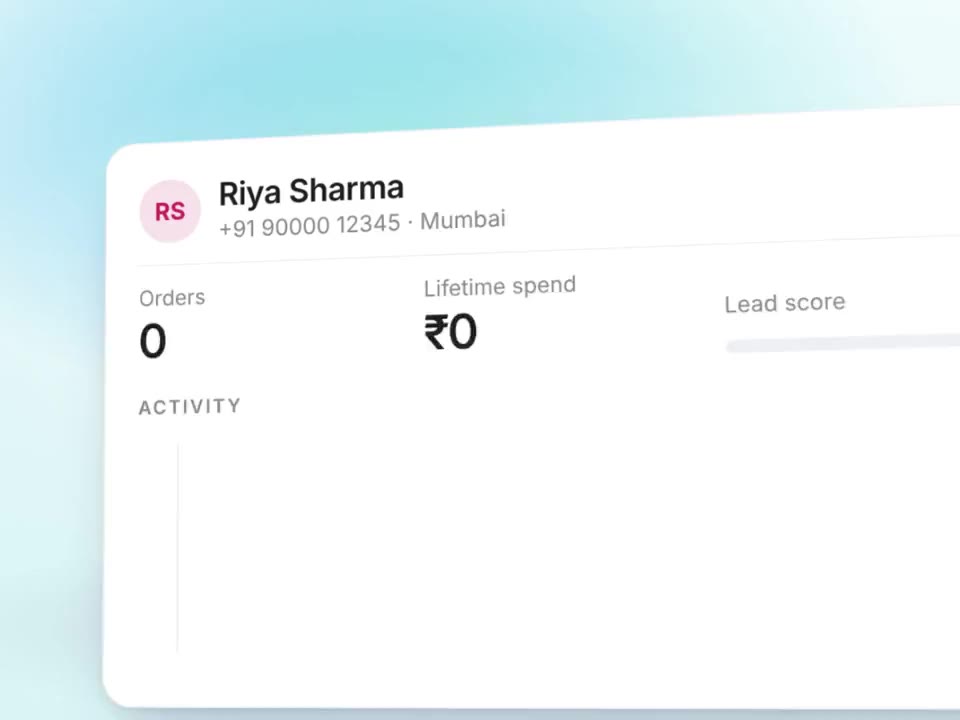 RS
Riya Sharma
+91 90000 12345 · Mumbai
Orders
0
Lifetime spend
₹0
Lead score
ACTIVITY